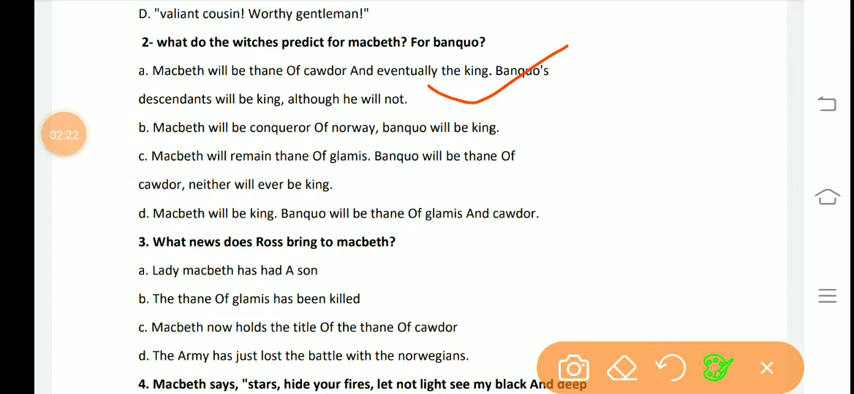 D. "valiant cousin! Worthy gentleman!"
2- what do the witches predict for macbeth? For banquo?
a. Macbeth will be thane Of cawdor And eventually the king. Banquo's
descendants will be king, although he will not.
02:22
b. Macbeth will be conqueror Of norway, banquo will be king.
c. Macbeth will remain thane Of glamis. Banquo will be thane Of
cawdor, neither will ever be king.
d. Macbeth will be king. Banquo will be thane Of glamis And cawdor.
3. What news does Ross bring to macbeth?
a. Lady macbeth has had A son
b. The thane Of glamis has been killed
c. Macbeth now holds the title Of the thane Of cawdor
d. The Army has just lost the battle with the norwegians.
4. Macbeth says, "stars, hide your fires, let not light see my black And deep